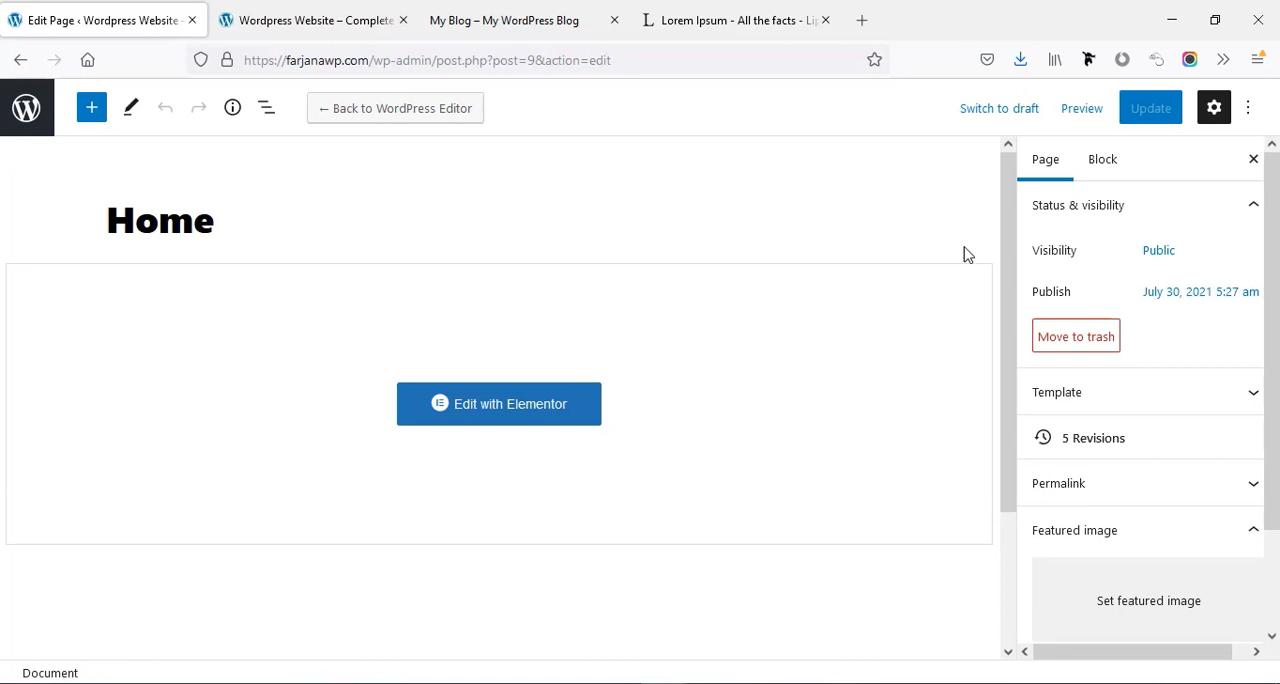 Edit Page ‹ Wordpress Website -
Wordpress Website – Complete
My Blog – My WordPress Blog
Lorem Ipsum - All the facts - Lip
https://farjanawp.com/wp-admin/post.php?post=9&action=edit
← Back to WordPress Editor
Switch to draft
Preview
Update
Page
Block
Home
Status & visibility
Visibility
Public
Publish
July 30, 2021 5:27 am
Move to trash
Edit with Elementor
Template
5 Revisions
Permalink
Featured image
Set featured image
Document